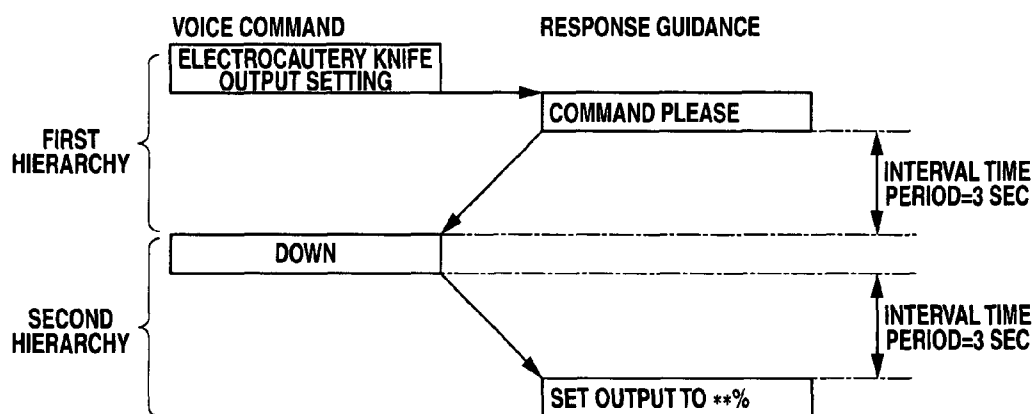 VOICE COMMAND
RESPONSE GUIDANCE
ELECTROCAUTERY KNIFE
OUTPUT SETTING
COMMAND PLEASE
FIRST
HIERARCHY
INTERVAL TIME
PERIOD=3 SEC
DOWN
SECOND
HIERARCHY
INTERVAL TIME
PERIOD=3 SEC
SET OUTPUT TO **%